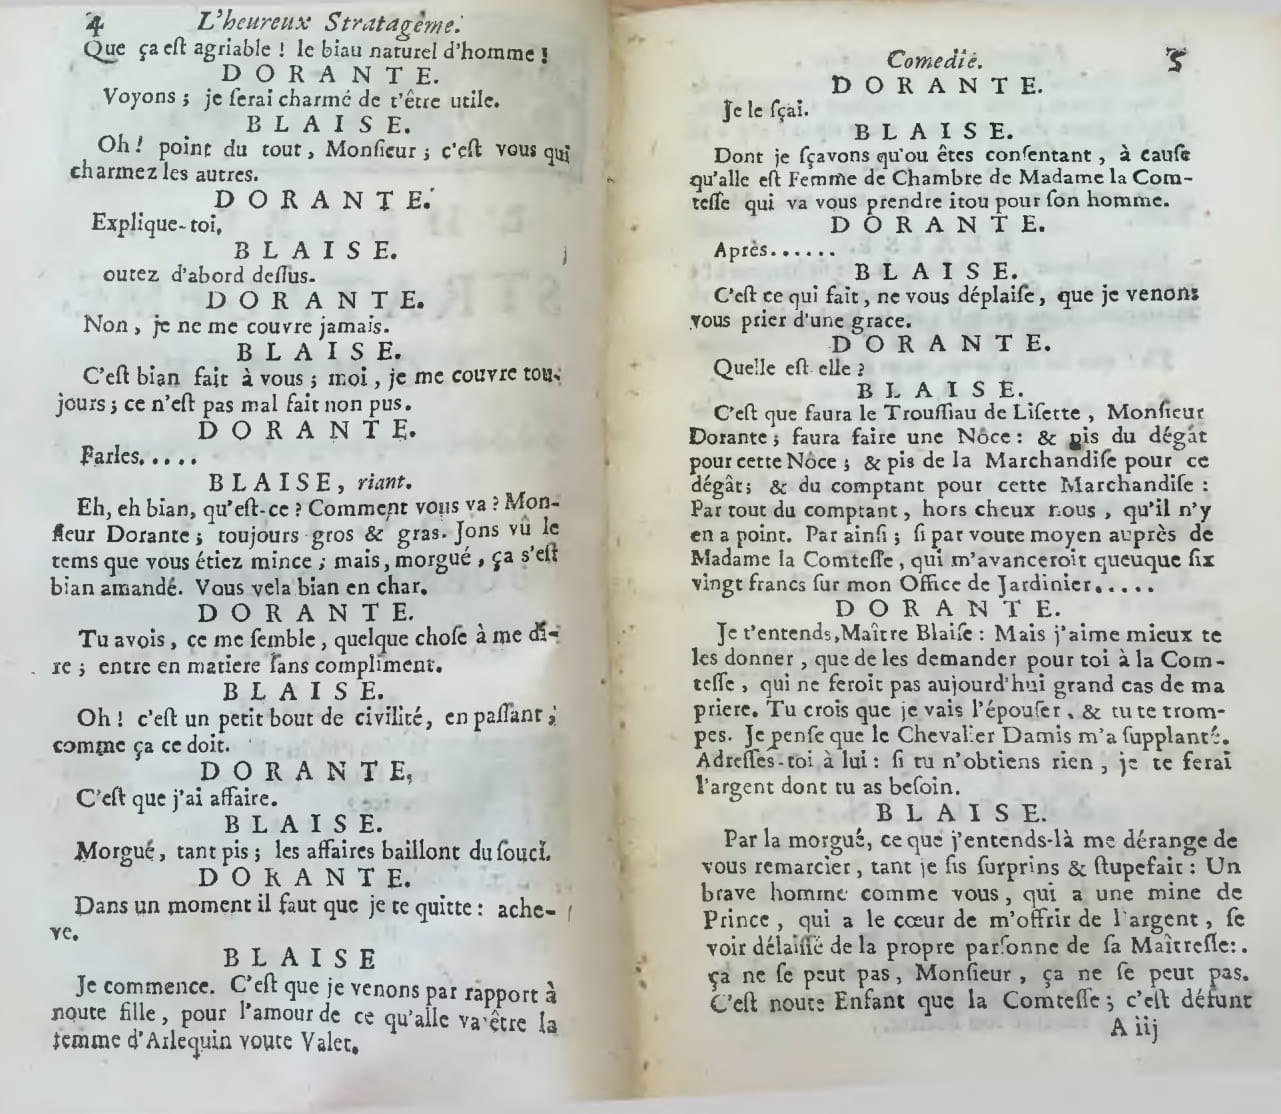 4
L'heureux Stratagême.
Que ça eſt agriable ! le biau naturel d'homme !
DORANTE.
Voyons ; je ſerai charmé de t'être utile.
BLAISE.
Oh ! point du tout, Monſieur ; c'eſt vous qui
charmez les autres.
DORANTE.
Explique-toi,
BLAISE.
outez d'abord deſſus.
DORANTE.
Non, je ne me couvre jamais.
BLAISE.
C'eſt bian fait à vous ; moi, je me couvre tou-
jours ; ce n'eſt pas mal fait non pus.
DORANTE.
Parles.....
BLAISE, riant.
Eh, eh bian, qu'eſt-ce ? Comment vous va ? Mon-
ſieur Dorante ; toujours gros & gras. Jons vû le
tems que vous étiez mince ; mais, morgué, ça s'eſt
bian amandé. Vous vela bian en char.
DORANTE.
Tu avois, ce me ſemble, quelque choſe à me di-
re ; entre en matiere ſans compliment.
BLAISE.
Oh ! c'eſt un petit bout de civilité, en paſſant ;
comme ça ce doit.
DORANTE,
C'eſt que j'ai affaire.
BLAISE.
Morgué, tant pis ; les affaires baillont du ſouci.
DORANTE.
Dans un moment il faut que je te quitte : ache-
ve.
BLAISE
Je commence. C'eſt que je venons par rapport à
noute fille, pour l'amour de ce qu'alle va être la
femme d'Arlequin voute Valet.
Comedie.
5
DORANTE.
Je le ſçai.
BLAISE.
Dont je ſçavons qu'ou êtes conſentant, à cauſe
qu'alle eſt Femme de Chambre de Madame la Com-
teſſe qui va vous prendre itou pour ſon homme.
DORANTE.
Après......
BLAISE.
C'eſt ce qui fait, ne vous déplaiſe, que je venons
vous prier d'une grace.
DORANTE.
Quelle eſt elle ?
BLAISE.
C'eſt que faura le Trouſſiau de Liſette, Monſieur
Dorante ; faura faire une Nôce : & pis du dégât
pour cette Nôce ; & pis de la Marchandiſe pour ce
dégât ; & du comptant pour cette Marchandiſe :
Par tout du comptant, hors cheux nous, qu'il n'y
en a point. Par ainſi ; ſi par voute moyen auprès de
Madame la Comteſſe, qui m'avanceroit queuque ſix
vingt francs ſur mon Office de Jardinier.....
DORANTE.
Je t'entends, Maître Blaiſe : Mais j'aime mieux te
les donner, que de les demander pour toi à la Com-
teſſe, qui ne feroit pas aujourd'hui grand cas de ma
priere. Tu crois que je vais l'épouſer, & tu te trom-
pes. Je penſe que le Chevalier Damis m'a ſupplanté.
Adreſſes-toi à lui : ſi tu n'obtiens rien, je te ferai
l'argent dont tu as beſoin.
BLAISE.
Par la morgué, ce que j'entends-là me dérange de
vous remarcier, tant je ſis ſurprins & ſtupefait : Un
brave homme comme vous, qui a une mine de
Prince, qui a le cœur de m'offrir de l'argent, ſe
voir délaiſſé de la propre parſonne de ſa Maîtreſſe :.
ça ne ſe peut pas, Monſieur, ça ne ſe peut pas.
C'eſt noute Enfant que la Comteſſe ; c'eſt défunt
A iij